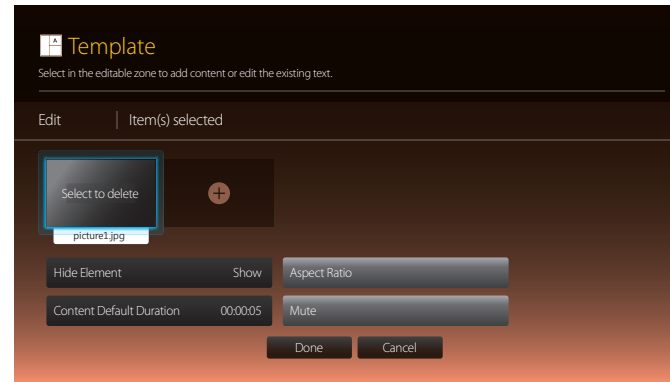 A
Template
Select in the editable zone to add content or edit the existing text.
Edit Item(s) selected
Select to delete
picture1.jpg
Hide Element Show Aspect Ratio
Content Default Duration 00:00:05 Mute
Done Cancel